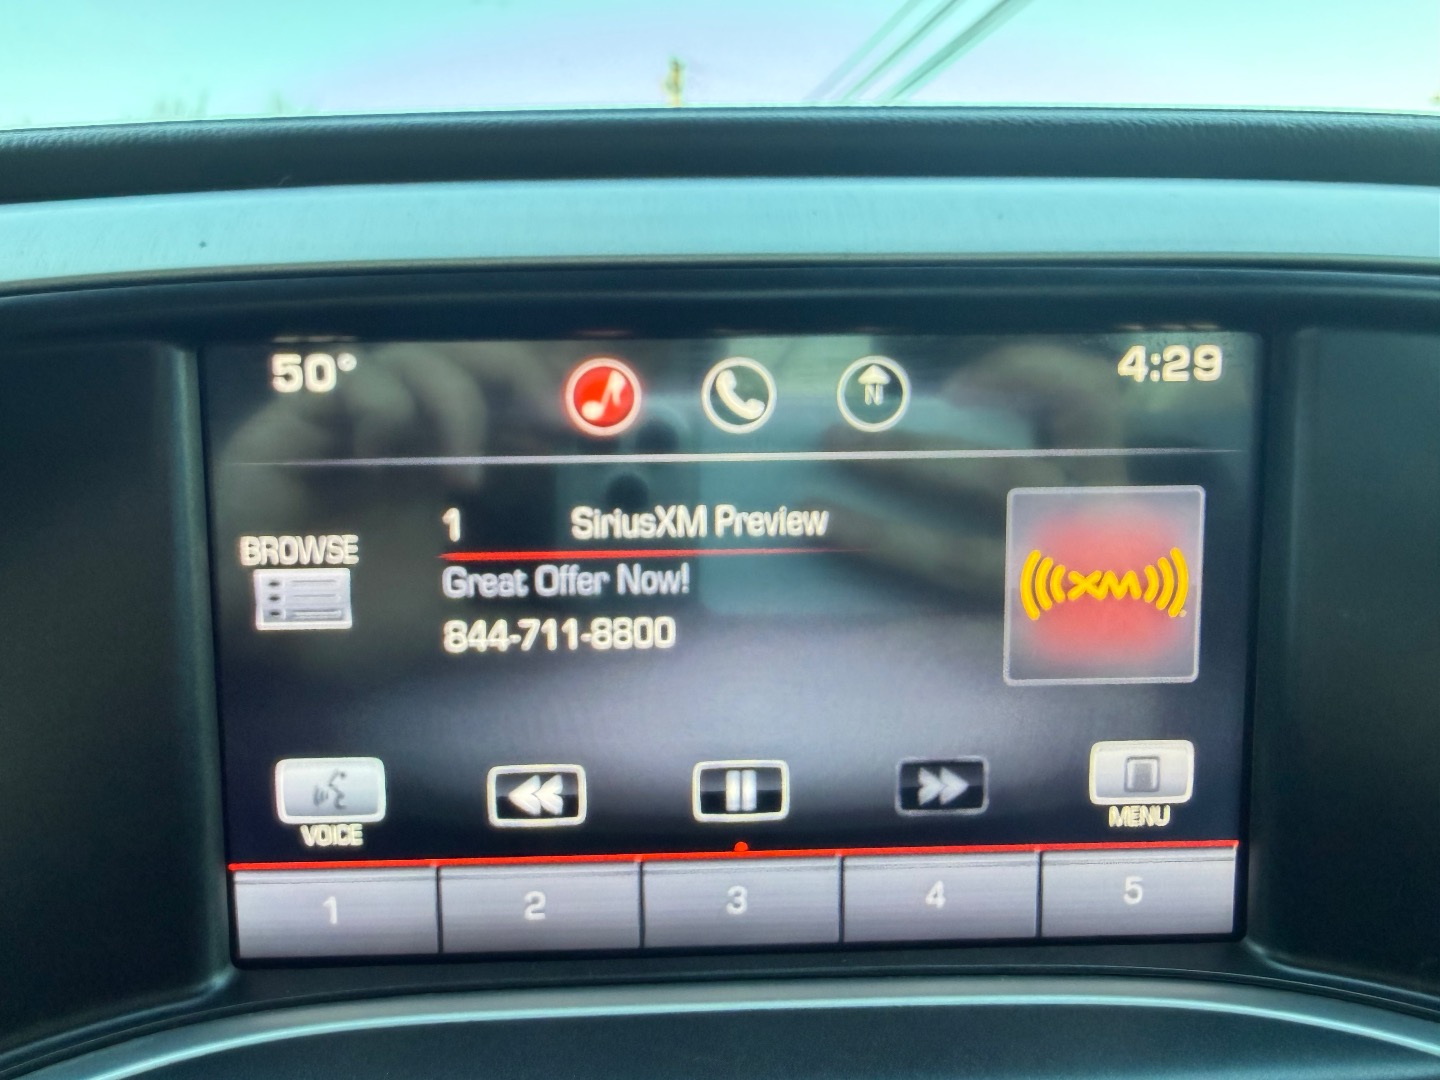 50° 4:29
N
1 SiriusXM Preview
BROWSE
Great Offer Now!
844-711-8800
XM
VOICE
MENU
1 2 3 4 5